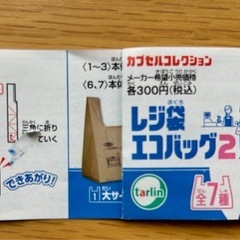 〈1~3〉本体
〈6、7〉本体
三角に折り
ていく
できあがり!
1 大サイ
カプセルコレクション
メーカー希望小売価格
各300円(税込)
レジ袋
エコバッグ2
tarlin
全7種